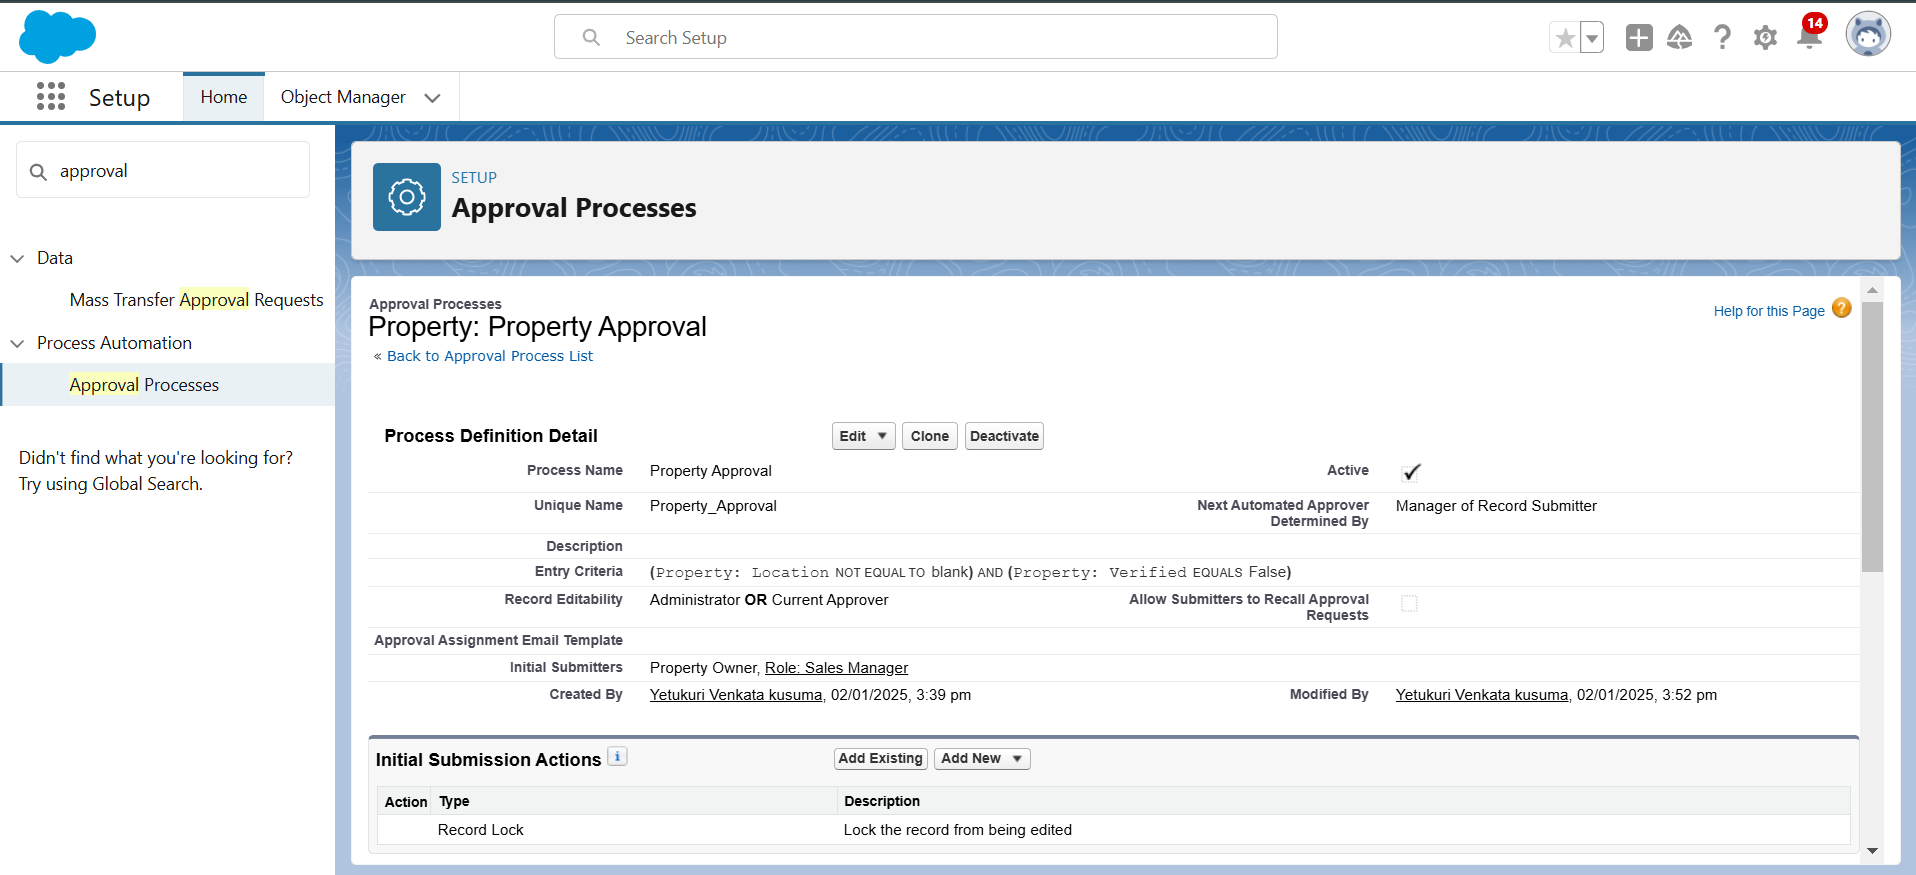 Search Setup
14
Setup
Home
Object Manager
approval
Data
Mass Transfer Approval Requests
Process Automation
Approval Processes
Didn't find what you're looking for?
Try using Global Search.
SETUP
Approval Processes
Approval Processes
Property: Property Approval
« Back to Approval Process List
Help for this Page ?
Process Definition Detail
Edit Clone Deactivate
Process Name Property Approval
Active
Unique Name Property_Approval
Next Automated Approver
Determined By Manager of Record Submitter
Description
Entry Criteria (Property: Location NOT EQUAL TO blank) AND (Property: Verified EQUALS False)
Record Editability Administrator OR Current Approver
Allow Submitters to Recall Approval
Requests
Approval Assignment Email Template
Initial Submitters Property Owner, Role: Sales Manager
Created By Yetukuri Venkata kusuma, 02/01/2025, 3:39 pm
Modified By Yetukuri Venkata kusuma, 02/01/2025, 3:52 pm
Initial Submission Actions i
Add Existing Add New
Action Type Description
Record Lock Lock the record from being edited